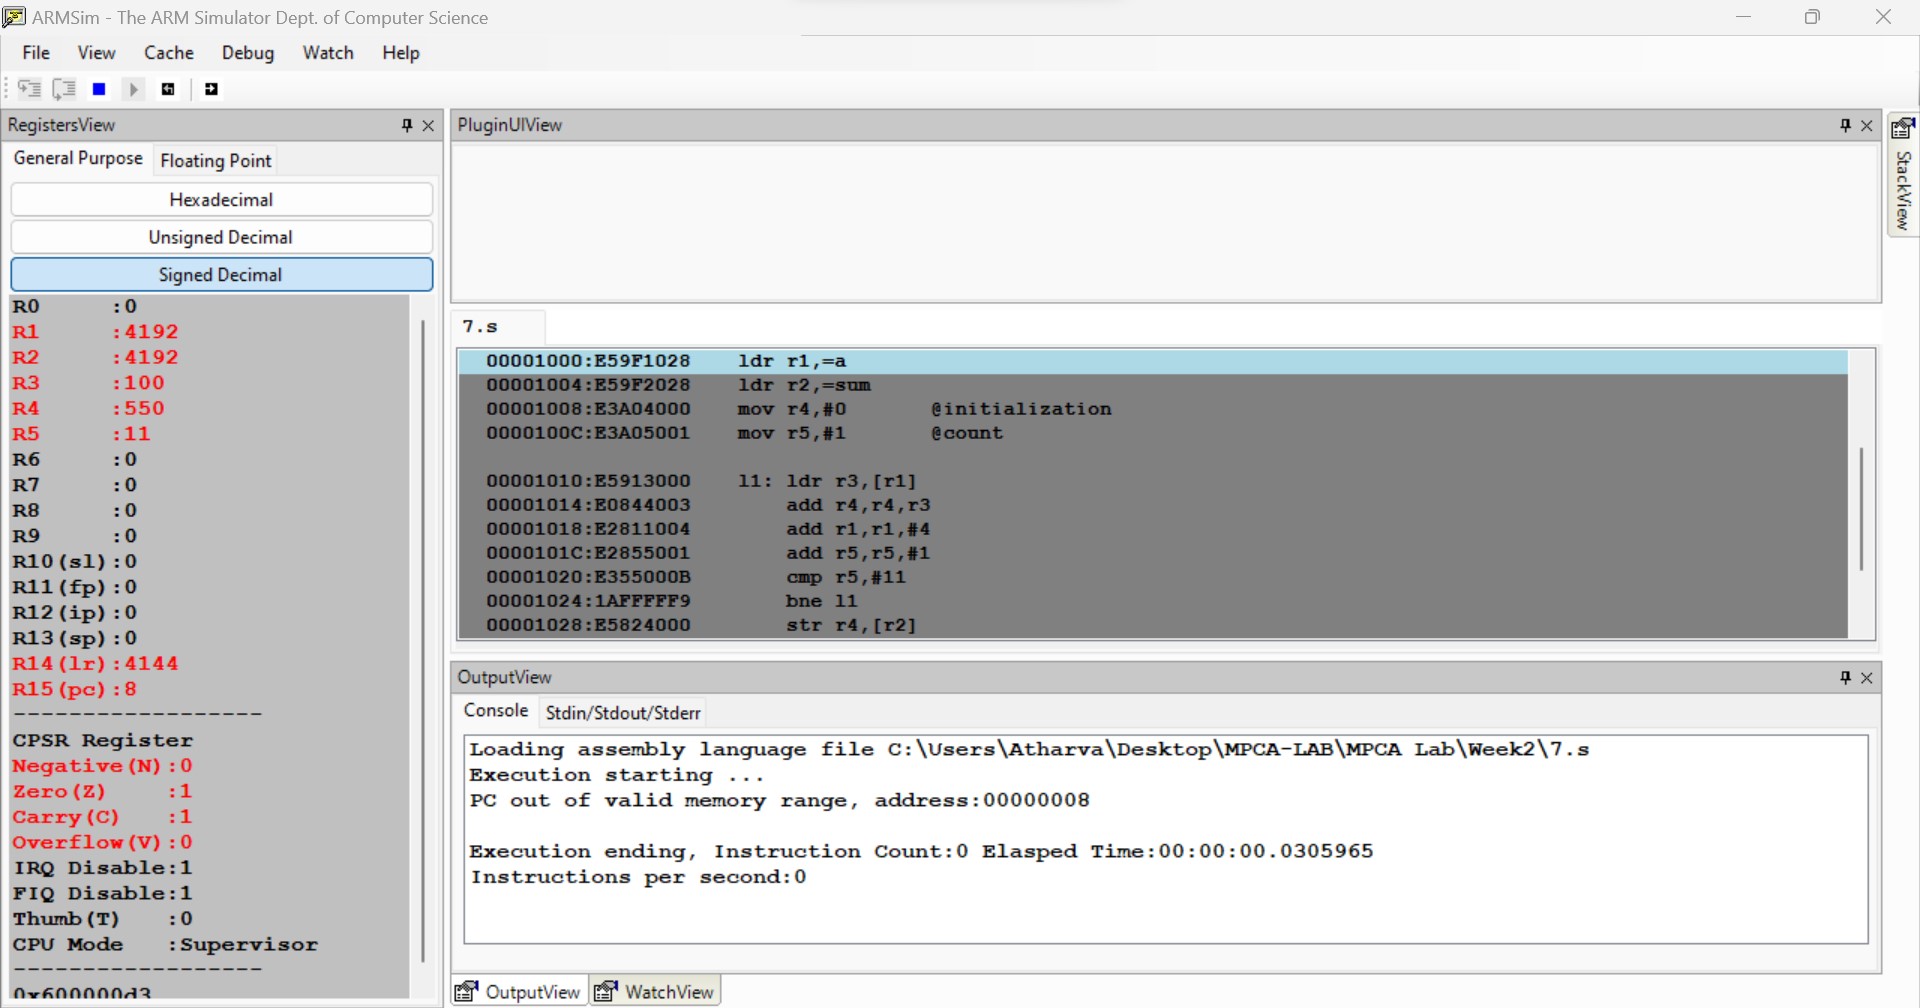 ARMSim - The ARM Simulator Dept. of Computer Science
File View Cache Debug Watch Help
RegistersView
General Purpose Floating Point
Hexadecimal
Unsigned Decimal
Signed Decimal
R0 :0
R1 :4192
R2 :4192
R3 :100
R4 :550
R5 :11
R6 :0
R7 :0
R8 :0
R9 :0
R10(sl):0
R11(fp):0
R12(ip):0
R13(sp):0
R14(lr):4144
R15(pc):8
-------------------
CPSR Register
Negative(N):0
Zero(Z) :1
Carry(C) :1
Overflow(V):0
IRQ Disable:1
FIQ Disable:1
Thumb(T) :0
CPU Mode :Supervisor
-------------------
0x600000d3
PluginUIView
7.s
00001000:E59F1028 ldr r1,=a
00001004:E59F2028 ldr r2,=sum
00001008:E3A04000 mov r4,#0 @initialization
0000100C:E3A05001 mov r5,#1 @count
00001010:E5913000 l1: ldr r3,[r1]
00001014:E0844003 add r4,r4,r3
00001018:E2811004 add r1,r1,#4
0000101C:E2855001 add r5,r5,#1
00001020:E355000B cmp r5,#11
00001024:1AFFFFF9 bne l1
00001028:E5824000 str r4,[r2]
OutputView
Console Stdin/Stdout/Stderr
Loading assembly language file C:\Users\Atharva\Desktop\MPCA-LAB\MPCA Lab\Week2\7.s
Execution starting ...
PC out of valid memory range, address:00000008
Execution ending, Instruction Count:0 Elasped Time:00:00:00.0305965
Instructions per second:0
OutputView WatchView
StackView